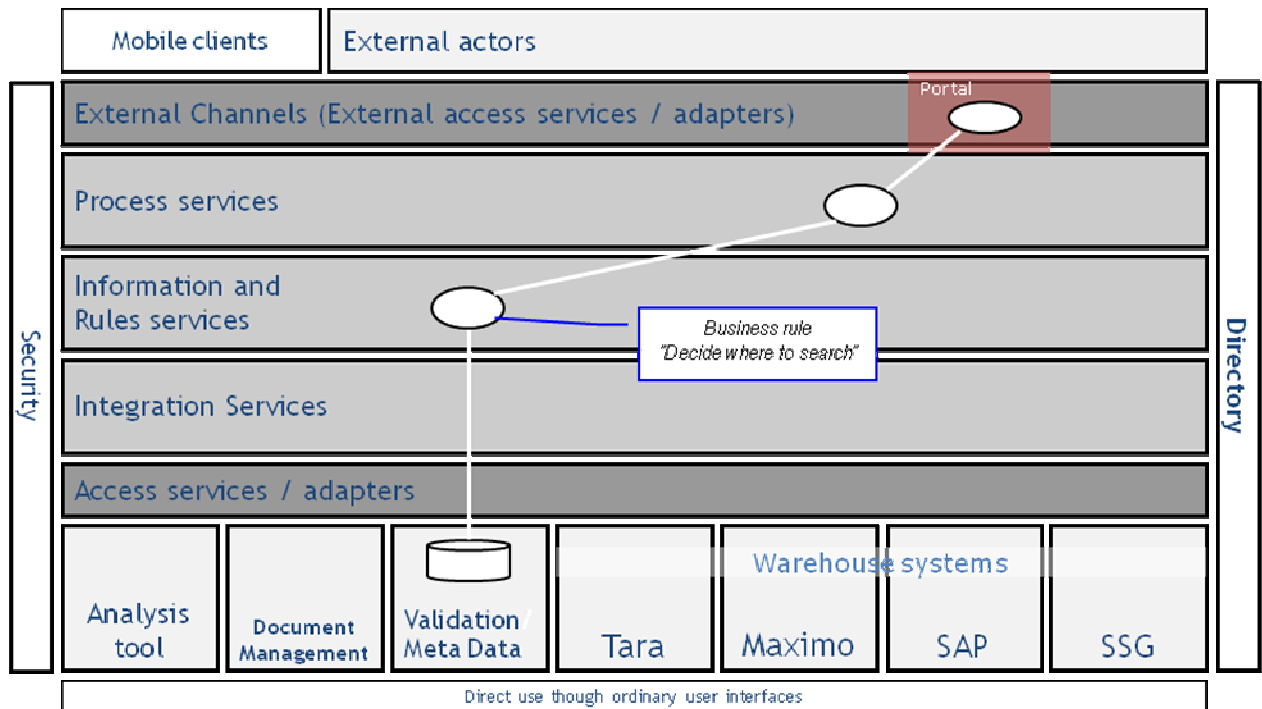 Mobile clients
External actors
Portal
External Channels (External access services / adapters)
Process services
Information and
Rules services
Business rule
"Decide where to search"
Integration Services
Access services / adapters
Security
Directory
Warehouse systems
Analysis
tool
Document
Management
Validation/
Meta Data
Tara
Maximo
SAP
SSG
Direct use though ordinary user interfaces